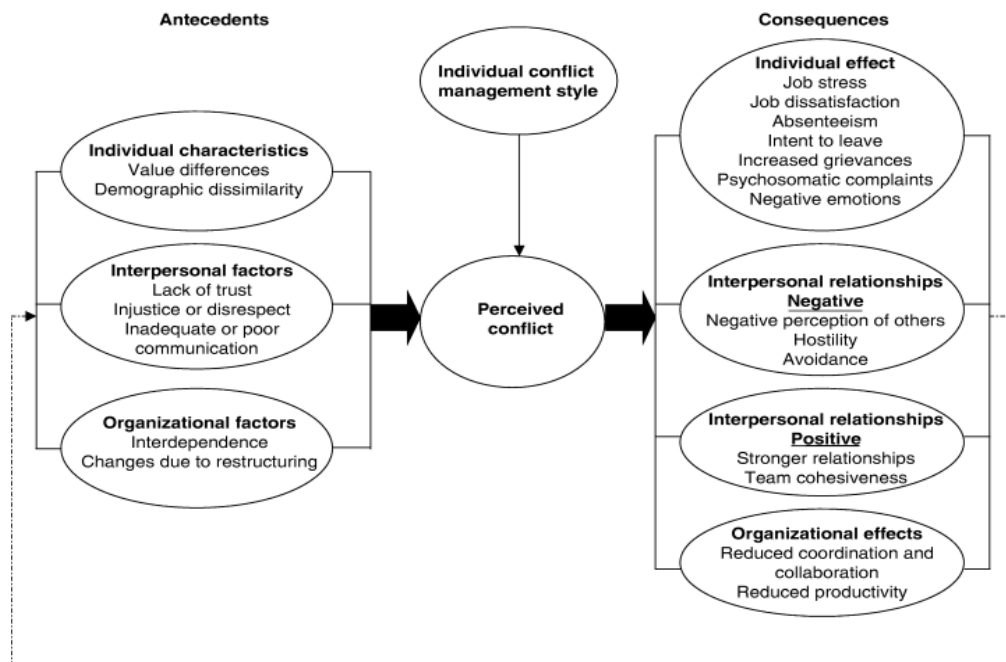 Antecedents
Individual characteristics
Value differences
Demographic dissimilarity
Interpersonal factors
Lack of trust
Injustice or disrespect
Inadequate or poor
communication
Organizational factors
Interdependence
Changes due to restructuring
Individual conflict
management style
Perceived
conflict
Consequences
Individual effect
Job stress
Job dissatisfaction
Absenteeism
Intent to leave
Increased grievances
Psychosomatic complaints
Negative emotions
Interpersonal relationships
Negative
Negative perception of others
Hostility
Avoidance
Interpersonal relationships
Positive
Stronger relationships
Team cohesiveness
Organizational effects
Reduced coordination and
collaboration
Reduced productivity